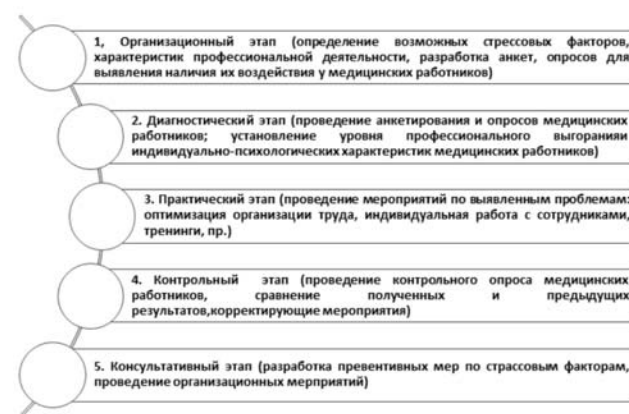 1, Организационный этап (определение возможных стрессовых факторов,
характеристик профессиональной деятельности, разработка анкет, опросов для
выявления наличия их воздействия у медицинских работников)
2. Диагностический этап (проведение анкетирования и опросов медицинских
работников; установление уровня профессионального выгоранияи
индивидуально-психологических характеристик медицинских работников)
3. Практический этап (проведение мероприятий по выявленным проблемам:
оптимизация организации труда, индивидуальная работа с сотрудниками,
тренинги, пр.)
4. Контрольный этап (проведение контрольного опроса медицинских
работников, сравнение полученных и предыдущих
результатов,корректирующие мероприятия)
5. Консультативный этап (разработка превентивных мер по страссовым факторам,
проведение организационных мерприятий)